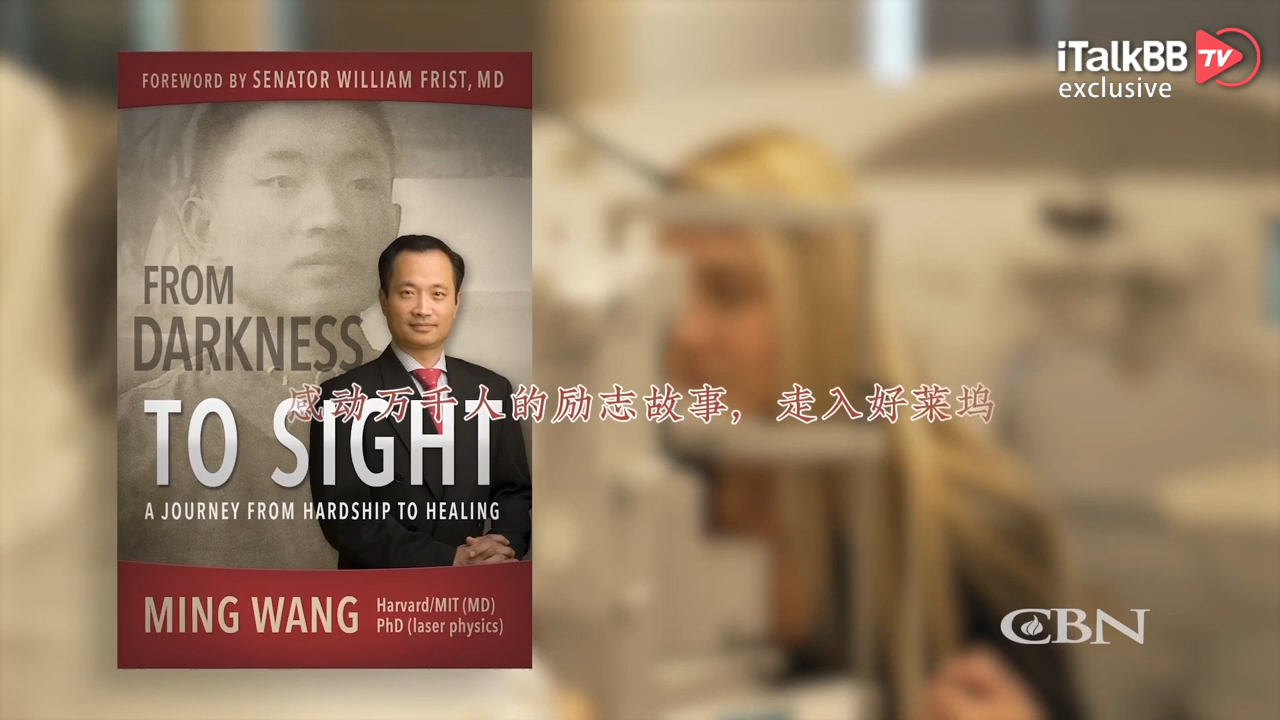 iTalkBB TV
exclusive
FOREWORD BY SENATOR WILLIAM FRIST, MD
FROM
DARKNESS
TO SIGHT
A JOURNEY FROM HARDSHIP TO HEALING
MING WANG
Harvard/MIT (MD)
PhD (laser physics)
感动万千人的励志故事，走入好莱坞
CBN